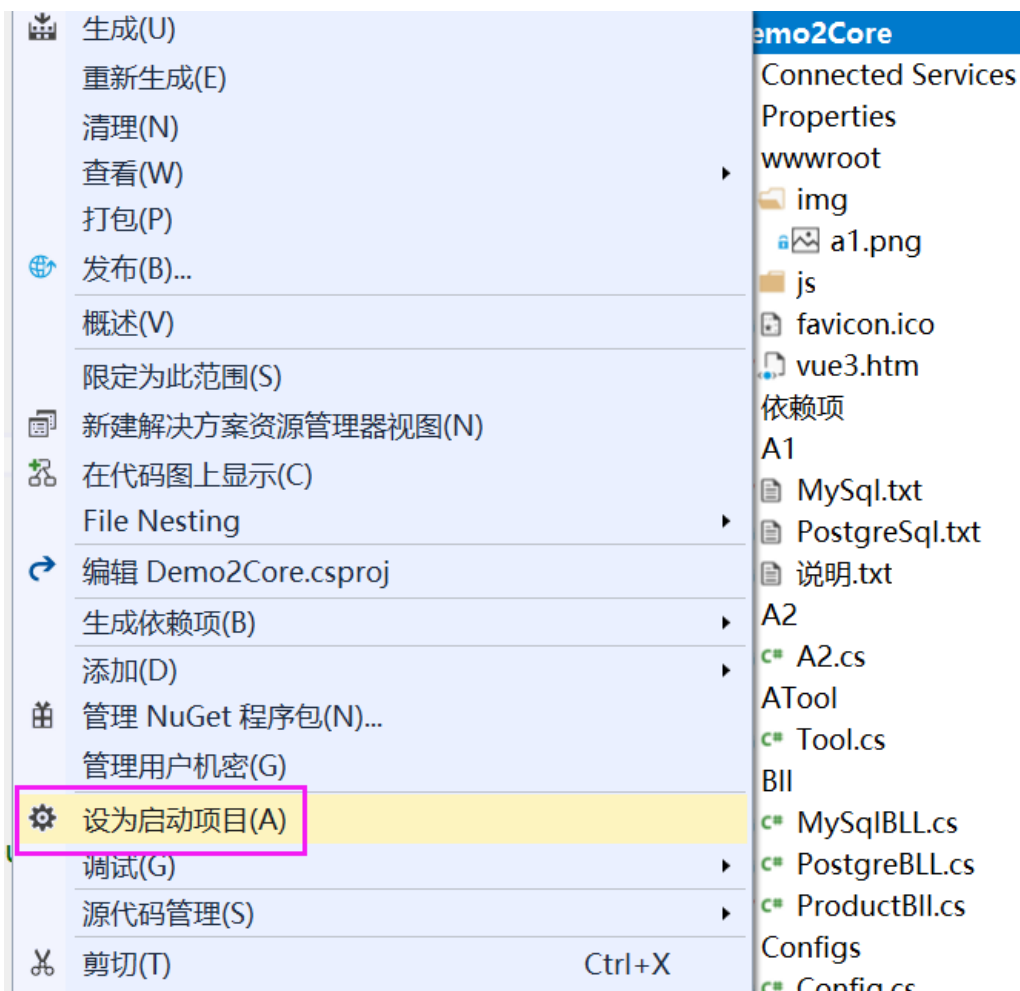 生成(U)
重新生成(E)
清理(N)
查看(W)
打包(P)
发布(B)...
概述(V)
限定为此范围(S)
新建解决方案资源管理器视图(N)
在代码图上显示(C)
File Nesting
编辑 Demo2Core.csproj
生成依赖项(B)
添加(D)
管理 NuGet 程序包(N)...
管理用户机密(G)
设为启动项目(A)
调试(G)
源代码管理(S)
剪切(T) Ctrl+X
emo2Core
Connected Services
Properties
wwwroot
img
a1.png
js
favicon.ico
vue3.htm
依赖项
A1
MySql.txt
PostgreSql.txt
说明.txt
A2
A2.cs
ATool
Tool.cs
Bll
MySqlBLL.cs
PostgreBLL.cs
ProductBll.cs
Configs
Config.cs